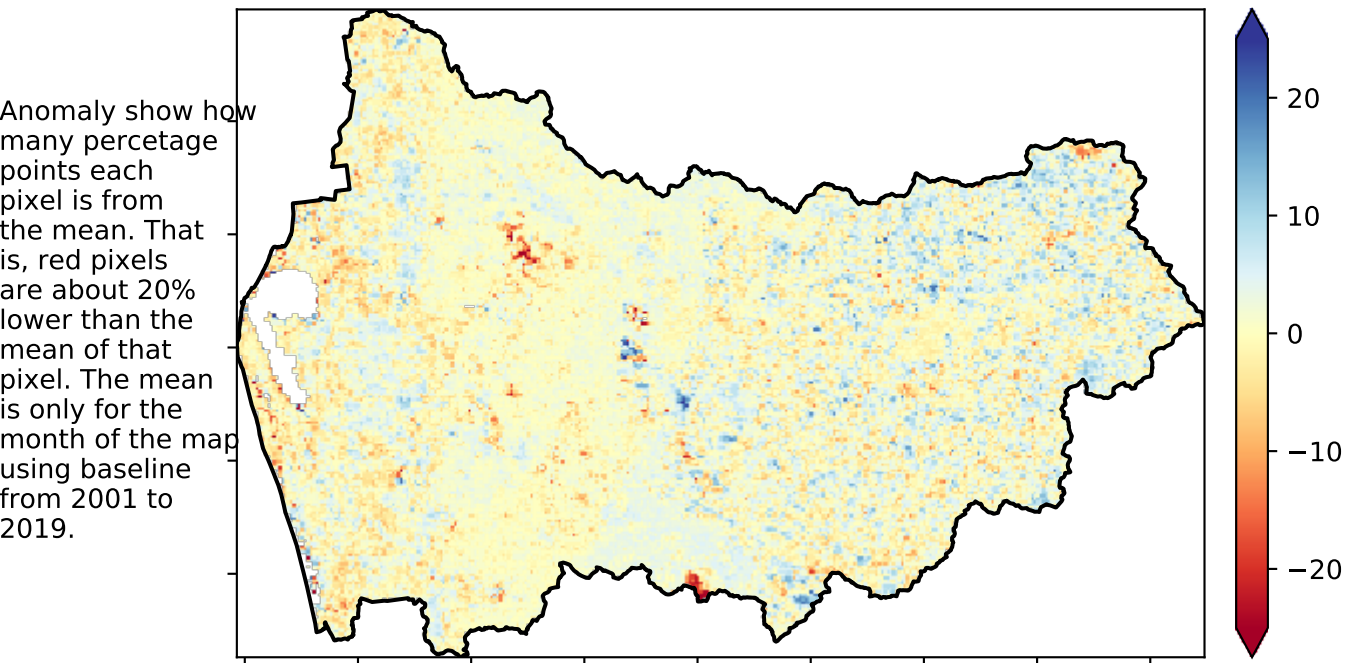 Anomaly show how
many percetage
points each
pixel is from
the mean. That
is, red pixels
are about 20%
lower than the
mean of that
pixel. The mean
is only for the
month of the map
using baseline
from 2001 to
2019.
20
10
0
−10
−20